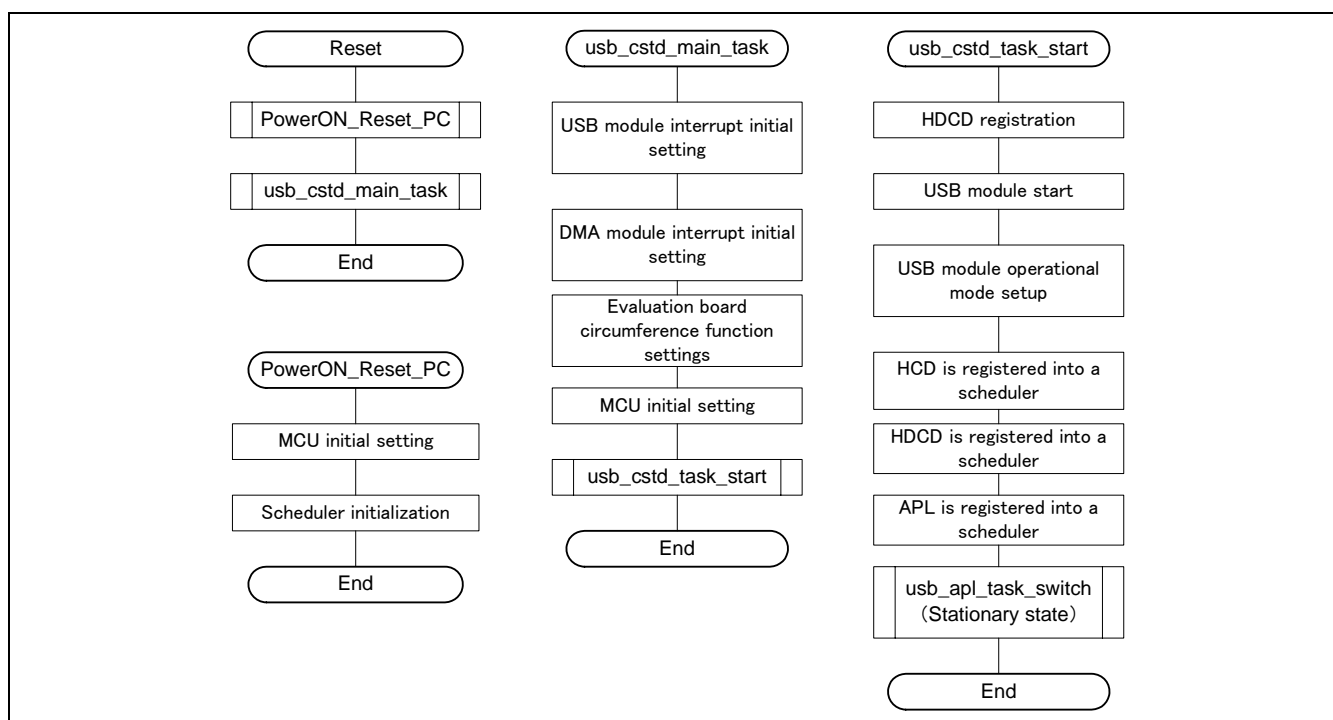 Reset
PowerON_Reset_PC
usb_cstd_main_task
End
PowerON_Reset_PC
MCU initial setting
Scheduler initialization
End
usb_cstd_main_task
USB module interrupt initial
setting
DMA module interrupt initial
setting
Evaluation board
circumference function
settings
MCU initial setting
usb_cstd_task_start
End
usb_cstd_task_start
HDCD registration
USB module start
USB module operational
mode setup
HCD is registered into a
scheduler
HDCD is registered into a
scheduler
APL is registered into a
scheduler
usb_apl_task_switch
(Stationary state)
End